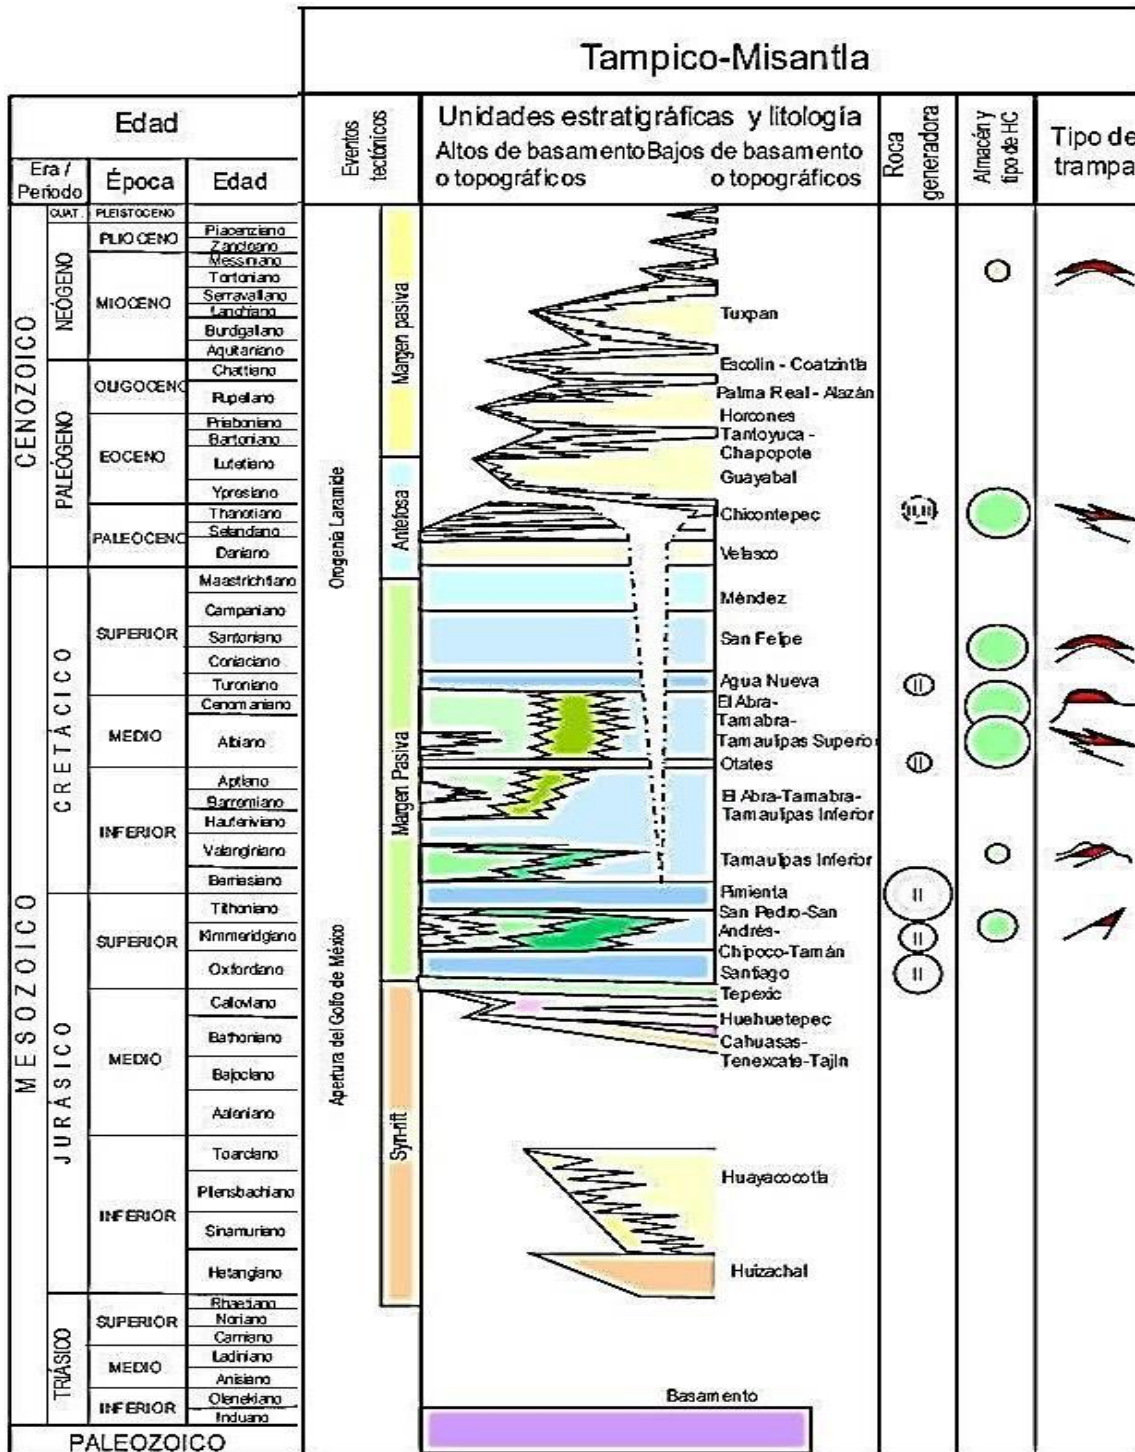 Tampico-Misantla
Edad
Era /
Período
Época
Edad
Eventos
tectónicos
Unidades estratigráficas y litología
Altos de basamento
o topográficos
Bajos de basamento
o topográficos
Roca
generadora
Almacén y
tipo de HC
Tipo de
trampa
CENOZOICO
MESOZOICO
PALEOZOICO
CUAT.
NEÓGENO
PALEÓGENO
CRETÁCICO
JURÁSICO
TRIÁSICO
PLEISTOCENO
PLIOCENO
MIOCENO
OLIGOCENO
EOCENO
PALEOCENO
SUPERIOR
MEDIO
INFERIOR
SUPERIOR
MEDIO
INFERIOR
SUPERIOR
MEDIO
INFERIOR
Piacenziano
Zancleano
Messiniano
Tortoniano
Serravaliano
Langhiano
Burdigaliano
Aquitaniano
Chattiano
Rupeliano
Priaboniano
Bartoniano
Lutetiano
Ypresiano
Thanetiano
Selandiano
Daniano
Maastrichtiano
Campaniano
Santoniano
Coniaciano
Turoniano
Cenomaniano
Albiano
Aptiano
Barremiano
Hauteriviano
Valanginiano
Berriasiano
Tithoniano
Kimmeridgiano
Oxfordiano
Calloviano
Bathoniano
Bajociano
Aaleniano
Toarciano
Pliensbachiano
Sinamuriano
Hetangiano
Rhaetiano
Noriano
Carniano
Ladiniano
Anisiano
Olenekiano
Induano
Orogenia Laramide
Apertura del Golfo de México
Margen pasiva
Antefosa
Margen Pasiva
Syn-rift
Tuxpan
Escolín - Coatzintla
Palma Real - Alazán
Horcones
Tantoyuca -
Chapopote
Guayabal
Chicontepec
Velasco
Méndez
San Felipe
Agua Nueva
El Abra-
Tamabra-
Tamaulipas Superior
Otates
El Abra-Tamabra-
Tamaulipas Inferior
Tamaulipas Inferior
Pimienta
San Pedro-San
Andrés-
Chipoco-Tamán
Santiago
Tepexic
Huehuetepec
Cahuasas-
Tenexcate-Tajín
Huayacocotla
Huizachal
Basamento
II
II
II
II
II